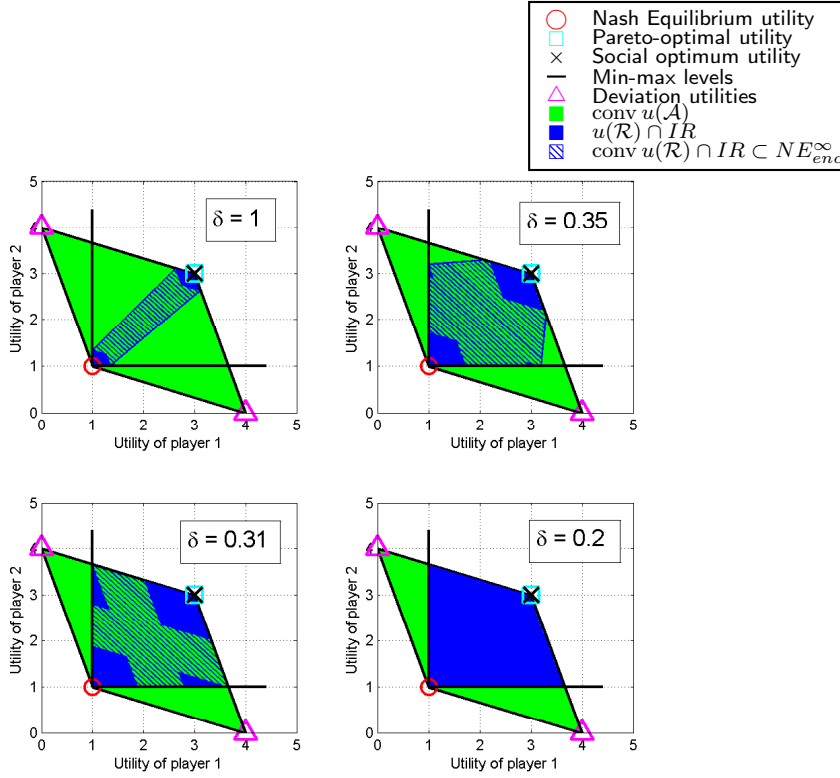 Nash Equilibrium utility
Pareto-optimal utility
Social optimum utility
Min-max levels
Deviation utilities
conv u(𝒜)
u(ℛ) ∩ IR
conv u(ℛ) ∩ IR ⊂ NE^∞_enc
5
4
3
2
1
0
0 1 2 3 4 5
Utility of player 2
Utility of player 1
δ = 1
5
4
3
2
1
0
0 1 2 3 4 5
Utility of player 2
Utility of player 1
δ = 0.35
5
4
3
2
1
0
0 1 2 3 4 5
Utility of player 2
Utility of player 1
δ = 0.31
5
4
3
2
1
0
0 1 2 3 4 5
Utility of player 2
Utility of player 1
δ = 0.2